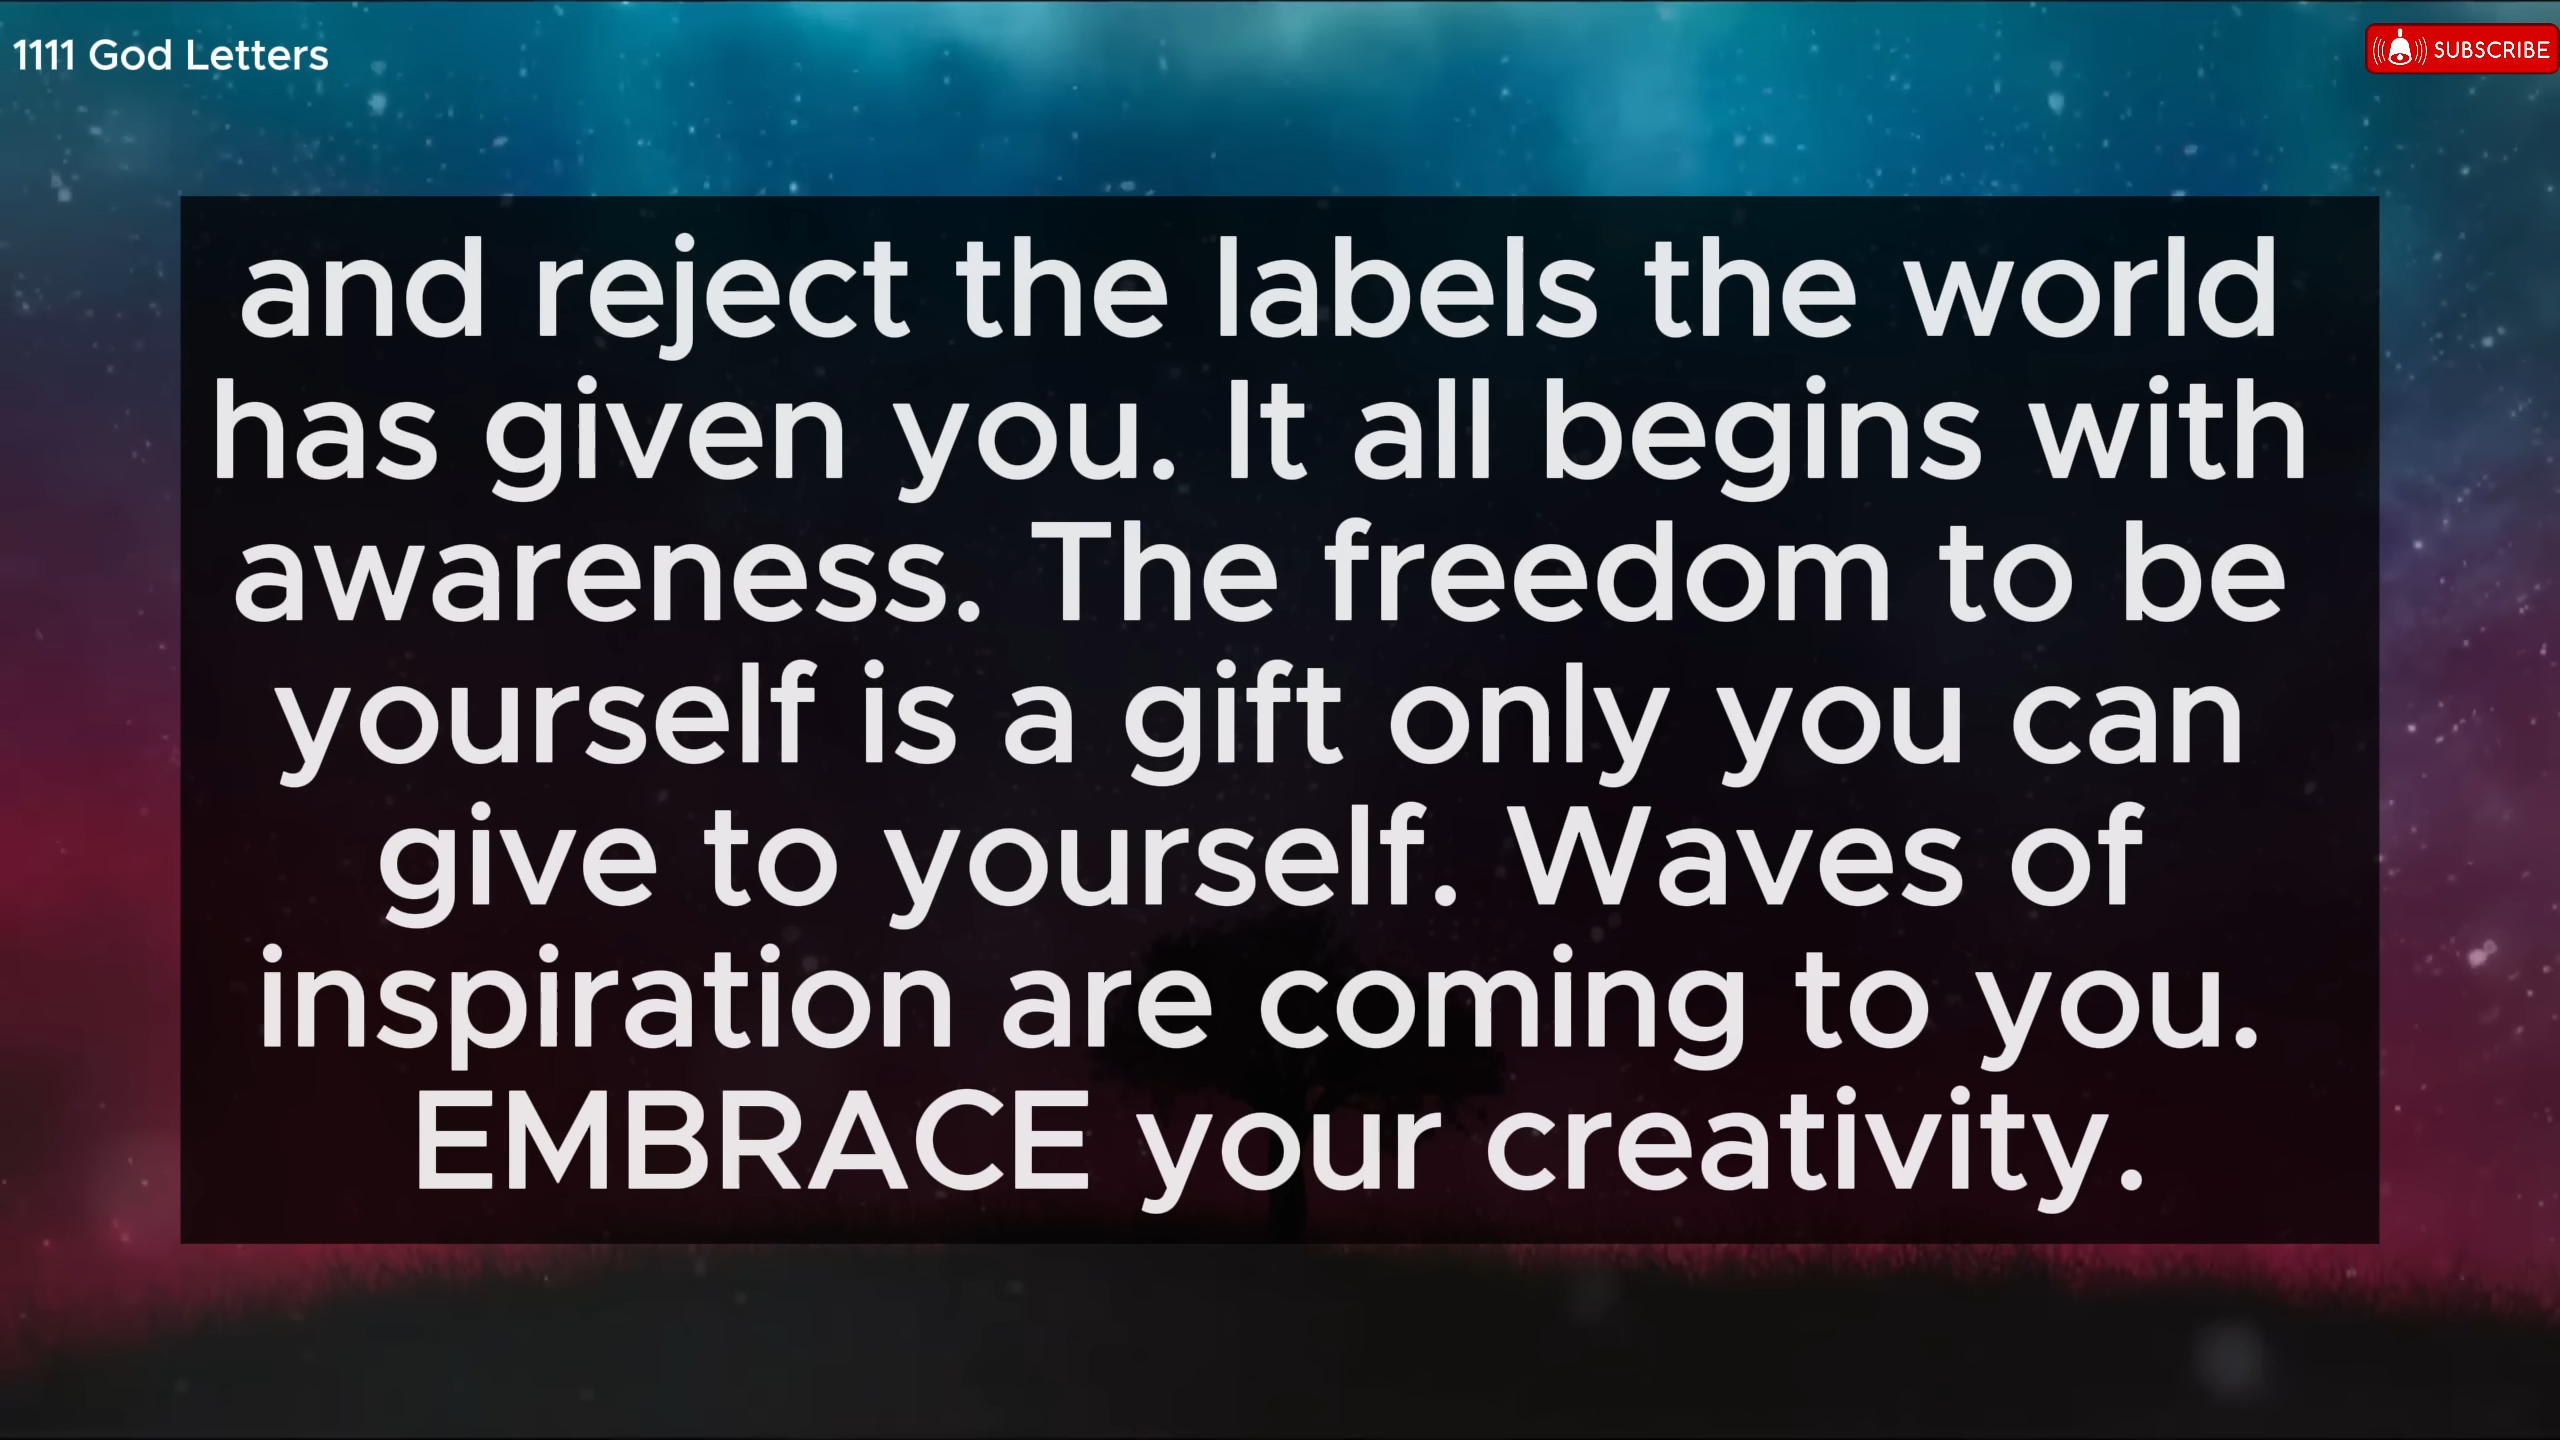 1111 God Letters
SUBSCRIBE
and reject the labels the world
has given you. It all begins with
awareness. The freedom to be
yourself is a gift only you can
give to yourself. Waves of
inspiration are coming to you.
EMBRACE your creativity.